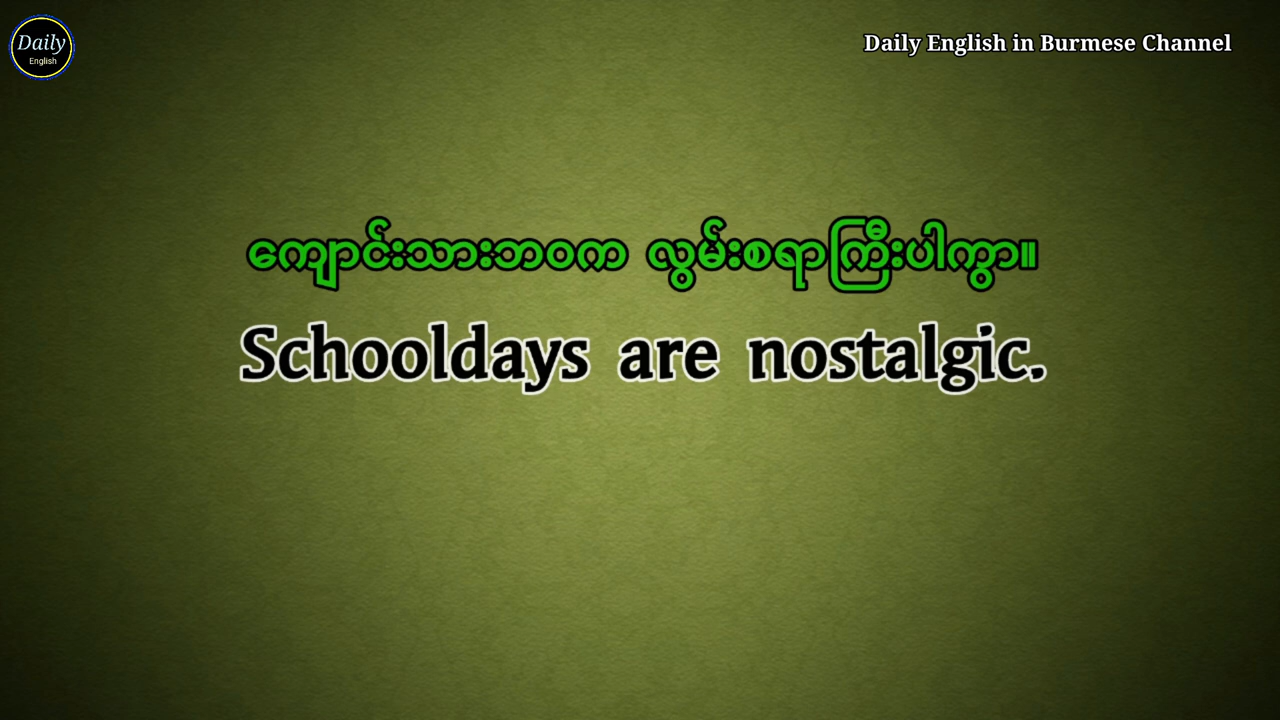 Daily
English
Daily English in Burmese Channel
ကျောင်းသားဘဝက လွမ်းစရာကြီးပါကွာ။
Schooldays are nostalgic.